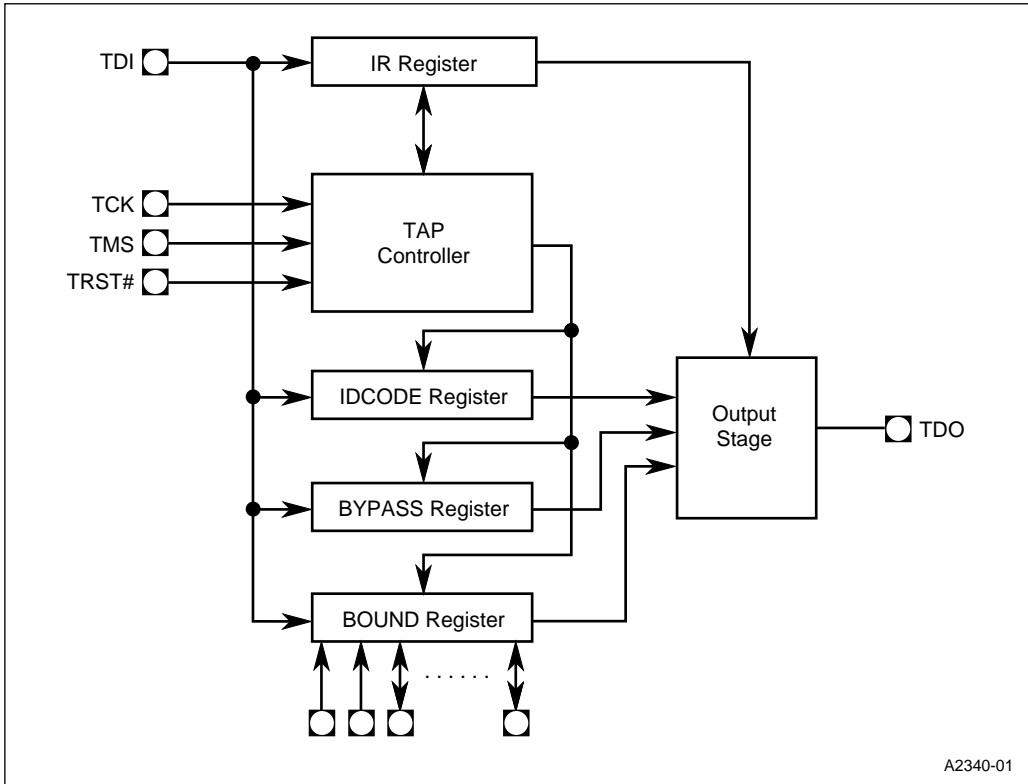 TDI
IR Register
TCK
TMS
TRST#
TAP
Controller
IDCODE Register
BYPASS Register
BOUND Register
Output
Stage
TDO
. . . . . .
A2340-01